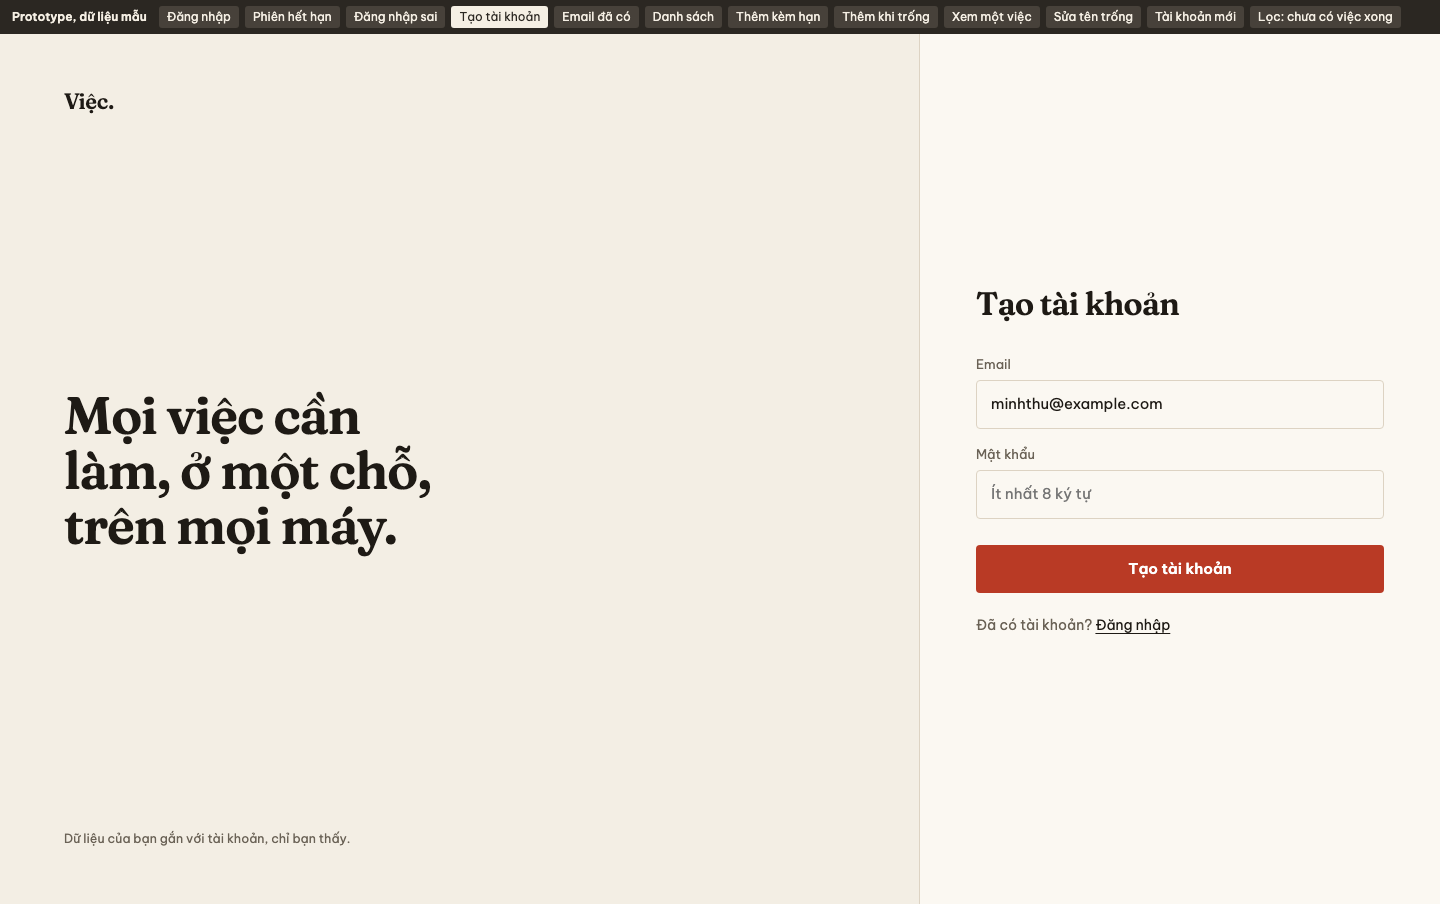 Prototype, dữ liệu mẫu Đăng nhập Phiên hết hạn Đăng nhập sai Tạo tài khoản Email đã có Danh sách Thêm kèm hạn Thêm khi trống Xem một việc Sửa tên trống Tài khoản mới Lọc: chưa có việc xong
Việc.
Mọi việc cần
làm, ở một chỗ,
trên mọi máy.
Dữ liệu của bạn gắn với tài khoản, chỉ bạn thấy.
Tạo tài khoản
Email
minhthu@example.com
Mật khẩu
Ít nhất 8 ký tự
Tạo tài khoản
Đã có tài khoản? Đăng nhập